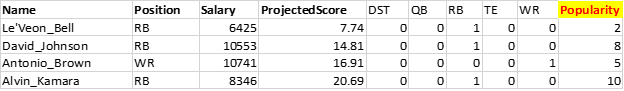 Name Position Salary ProjectedScore DST QB RB TE WR Popularity
Le'Veon_Bell RB 6425 7.74 0 0 1 0 0 2
David_Johnson RB 10553 14.81 0 0 1 0 0 8
Antonio_Brown WR 10741 16.91 0 0 0 0 1 5
Alvin_Kamara RB 8346 20.69 0 0 1 0 0 10